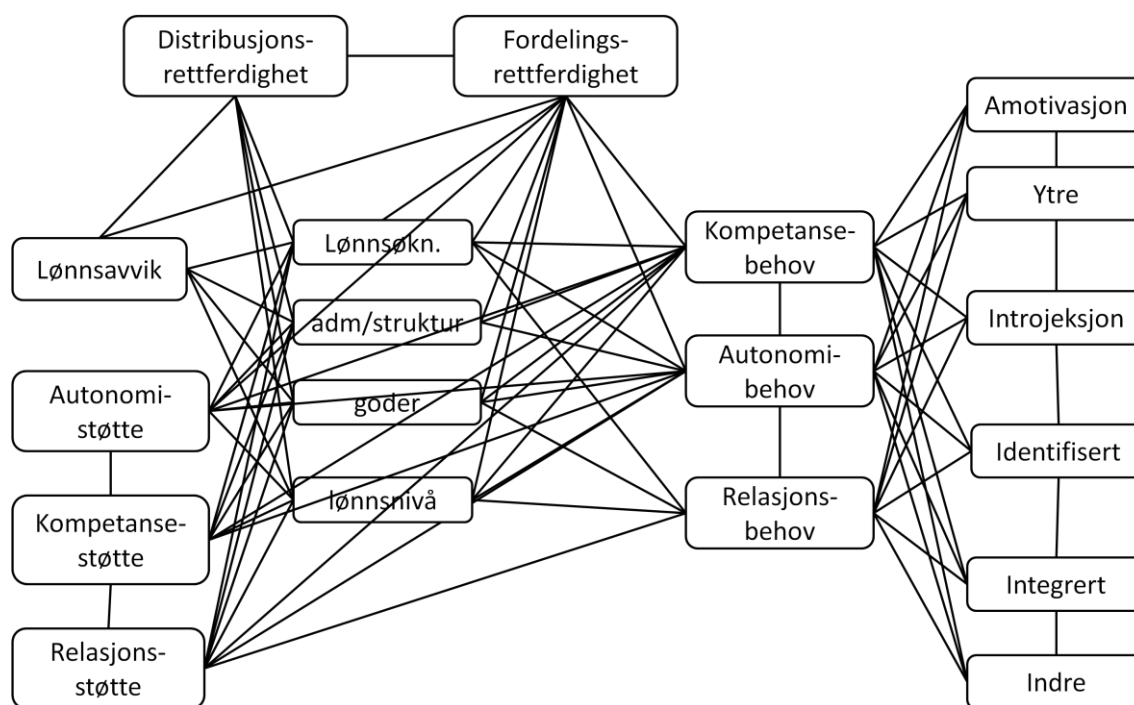 Distribusjons-
rettferdighet
Fordelings-
rettferdighet
Lønnsavvik
Autonomi-
støtte
Kompetanse-
støtte
Relasjons-
støtte
Lønnsøkn.
adm/struktur
goder
lønnsnivå
Kompetanse-
behov
Autonomi-
behov
Relasjons-
behov
Amotivasjon
Ytre
Introjeksjon
Identifisert
Integrert
Indre